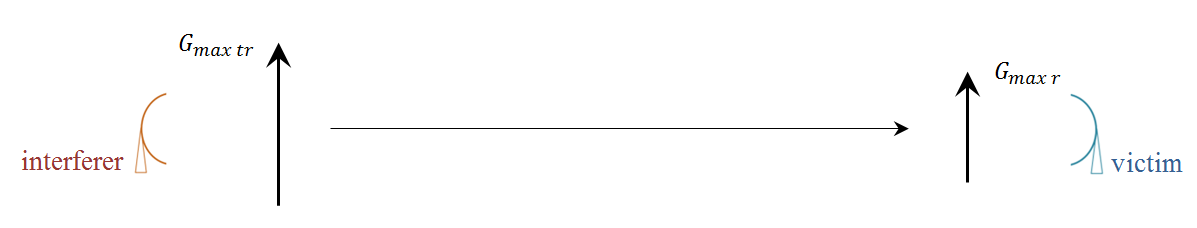 G_{max tr}
G_{max r}
interferer
victim